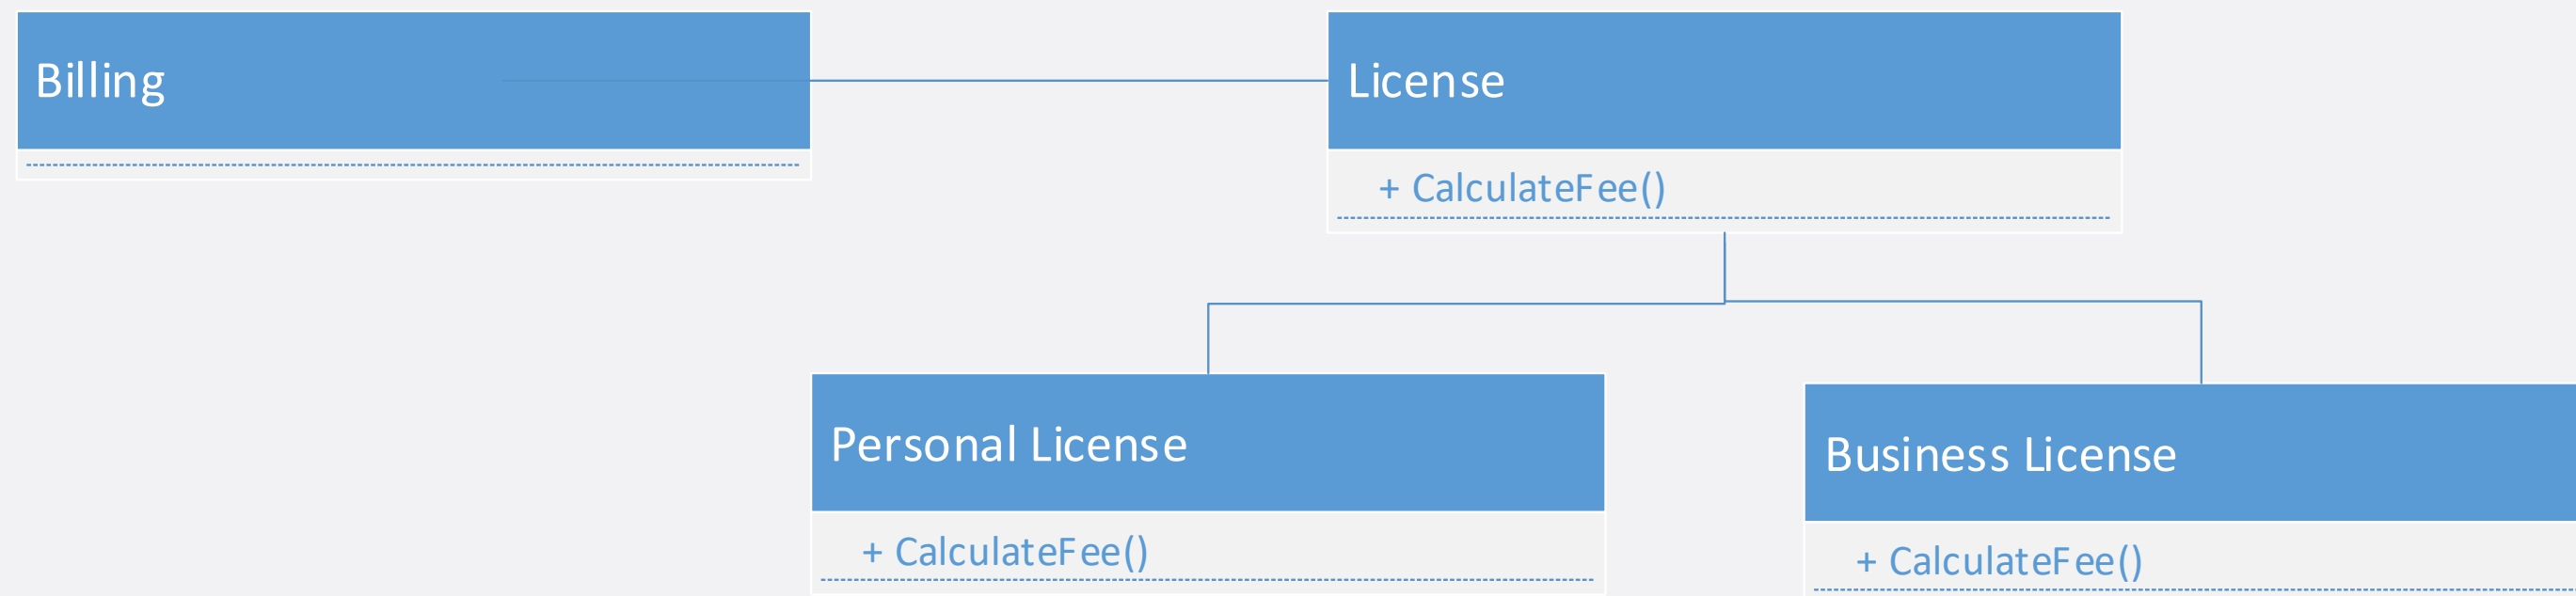 Billing
License
+ CalculateFee()
Personal License
Business License
+ CalculateFee()
+ CalculateFee()